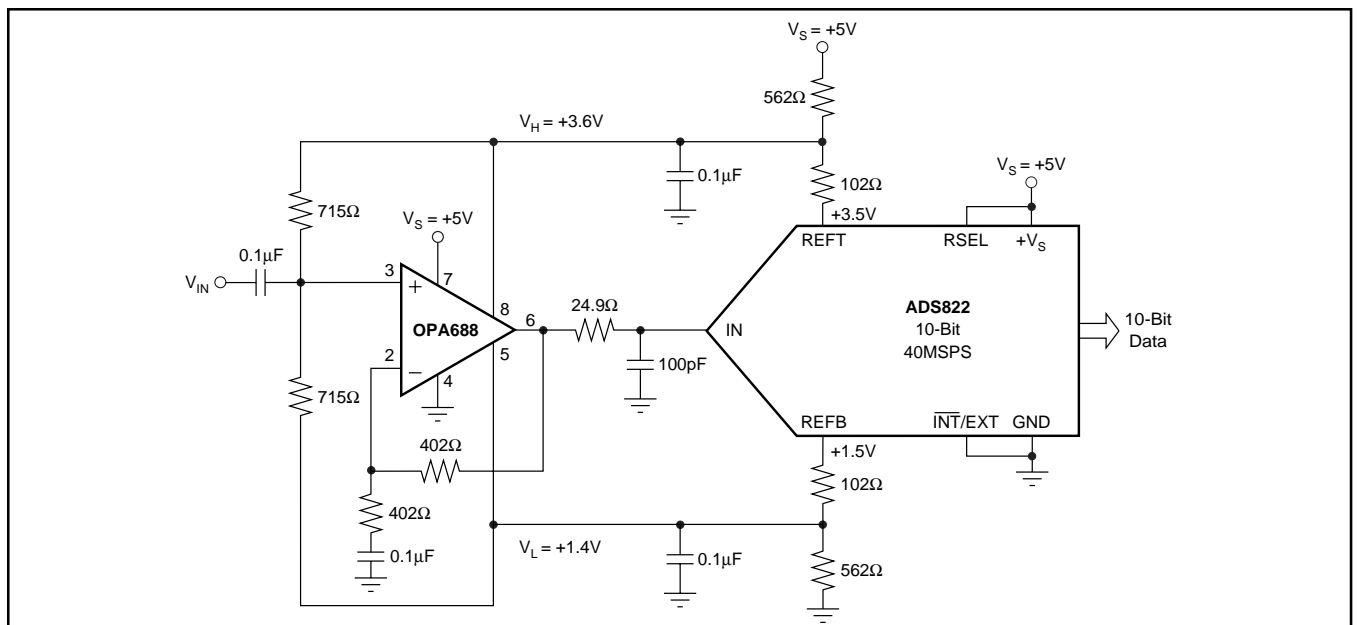 V_S = +5V
562Ω
V_H = +3.6V
0.1µF
102Ω
V_S = +5V
715Ω
V_S = +5V
+3.5V
REFT
RSEL
+V_S
0.1µF
V_IN
3
+
7
8
OPA688
6
24.9Ω
IN
ADS822
10-Bit
40MSPS
10-Bit
Data
2
−
5
4
100pF
715Ω
402Ω
REFB
INT/EXT
GND
+1.5V
102Ω
402Ω
0.1µF
V_L = +1.4V
0.1µF
562Ω